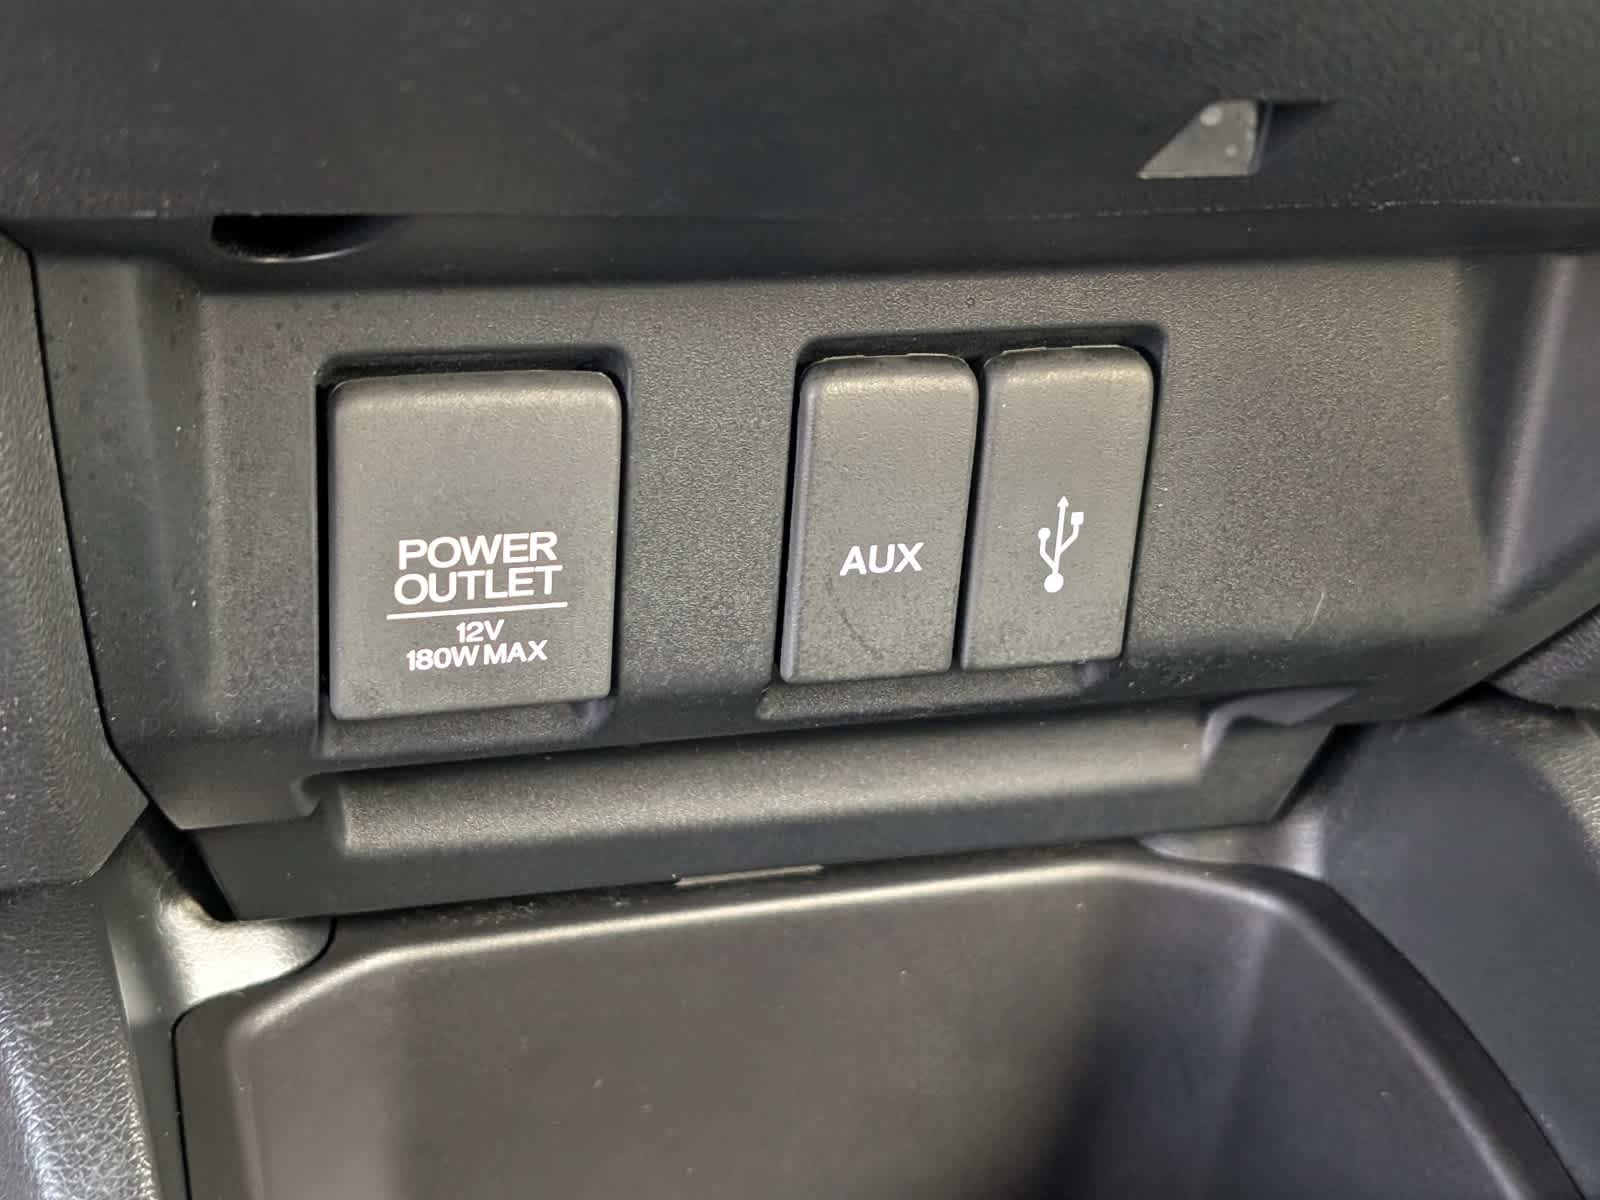 POWER
OUTLET
12V
180W MAX
AUX